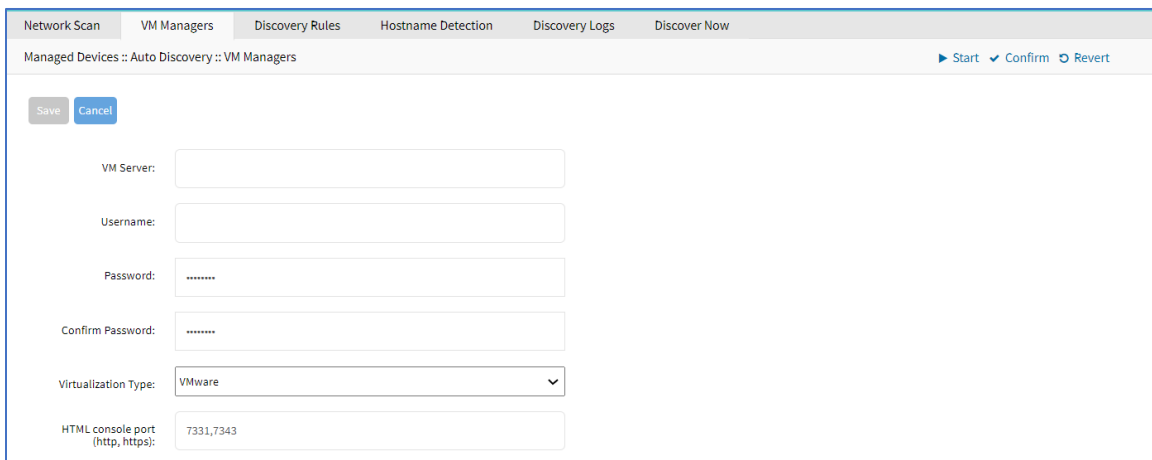 Network Scan VM Managers Discovery Rules Hostname Detection Discovery Logs Discover Now
Managed Devices :: Auto Discovery :: VM Managers Start Confirm Revert
Save Cancel
VM Server:
Username:
Password: ••••••••
Confirm Password: ••••••••
Virtualization Type: VMware
HTML console port
(http, https): 7331,7343